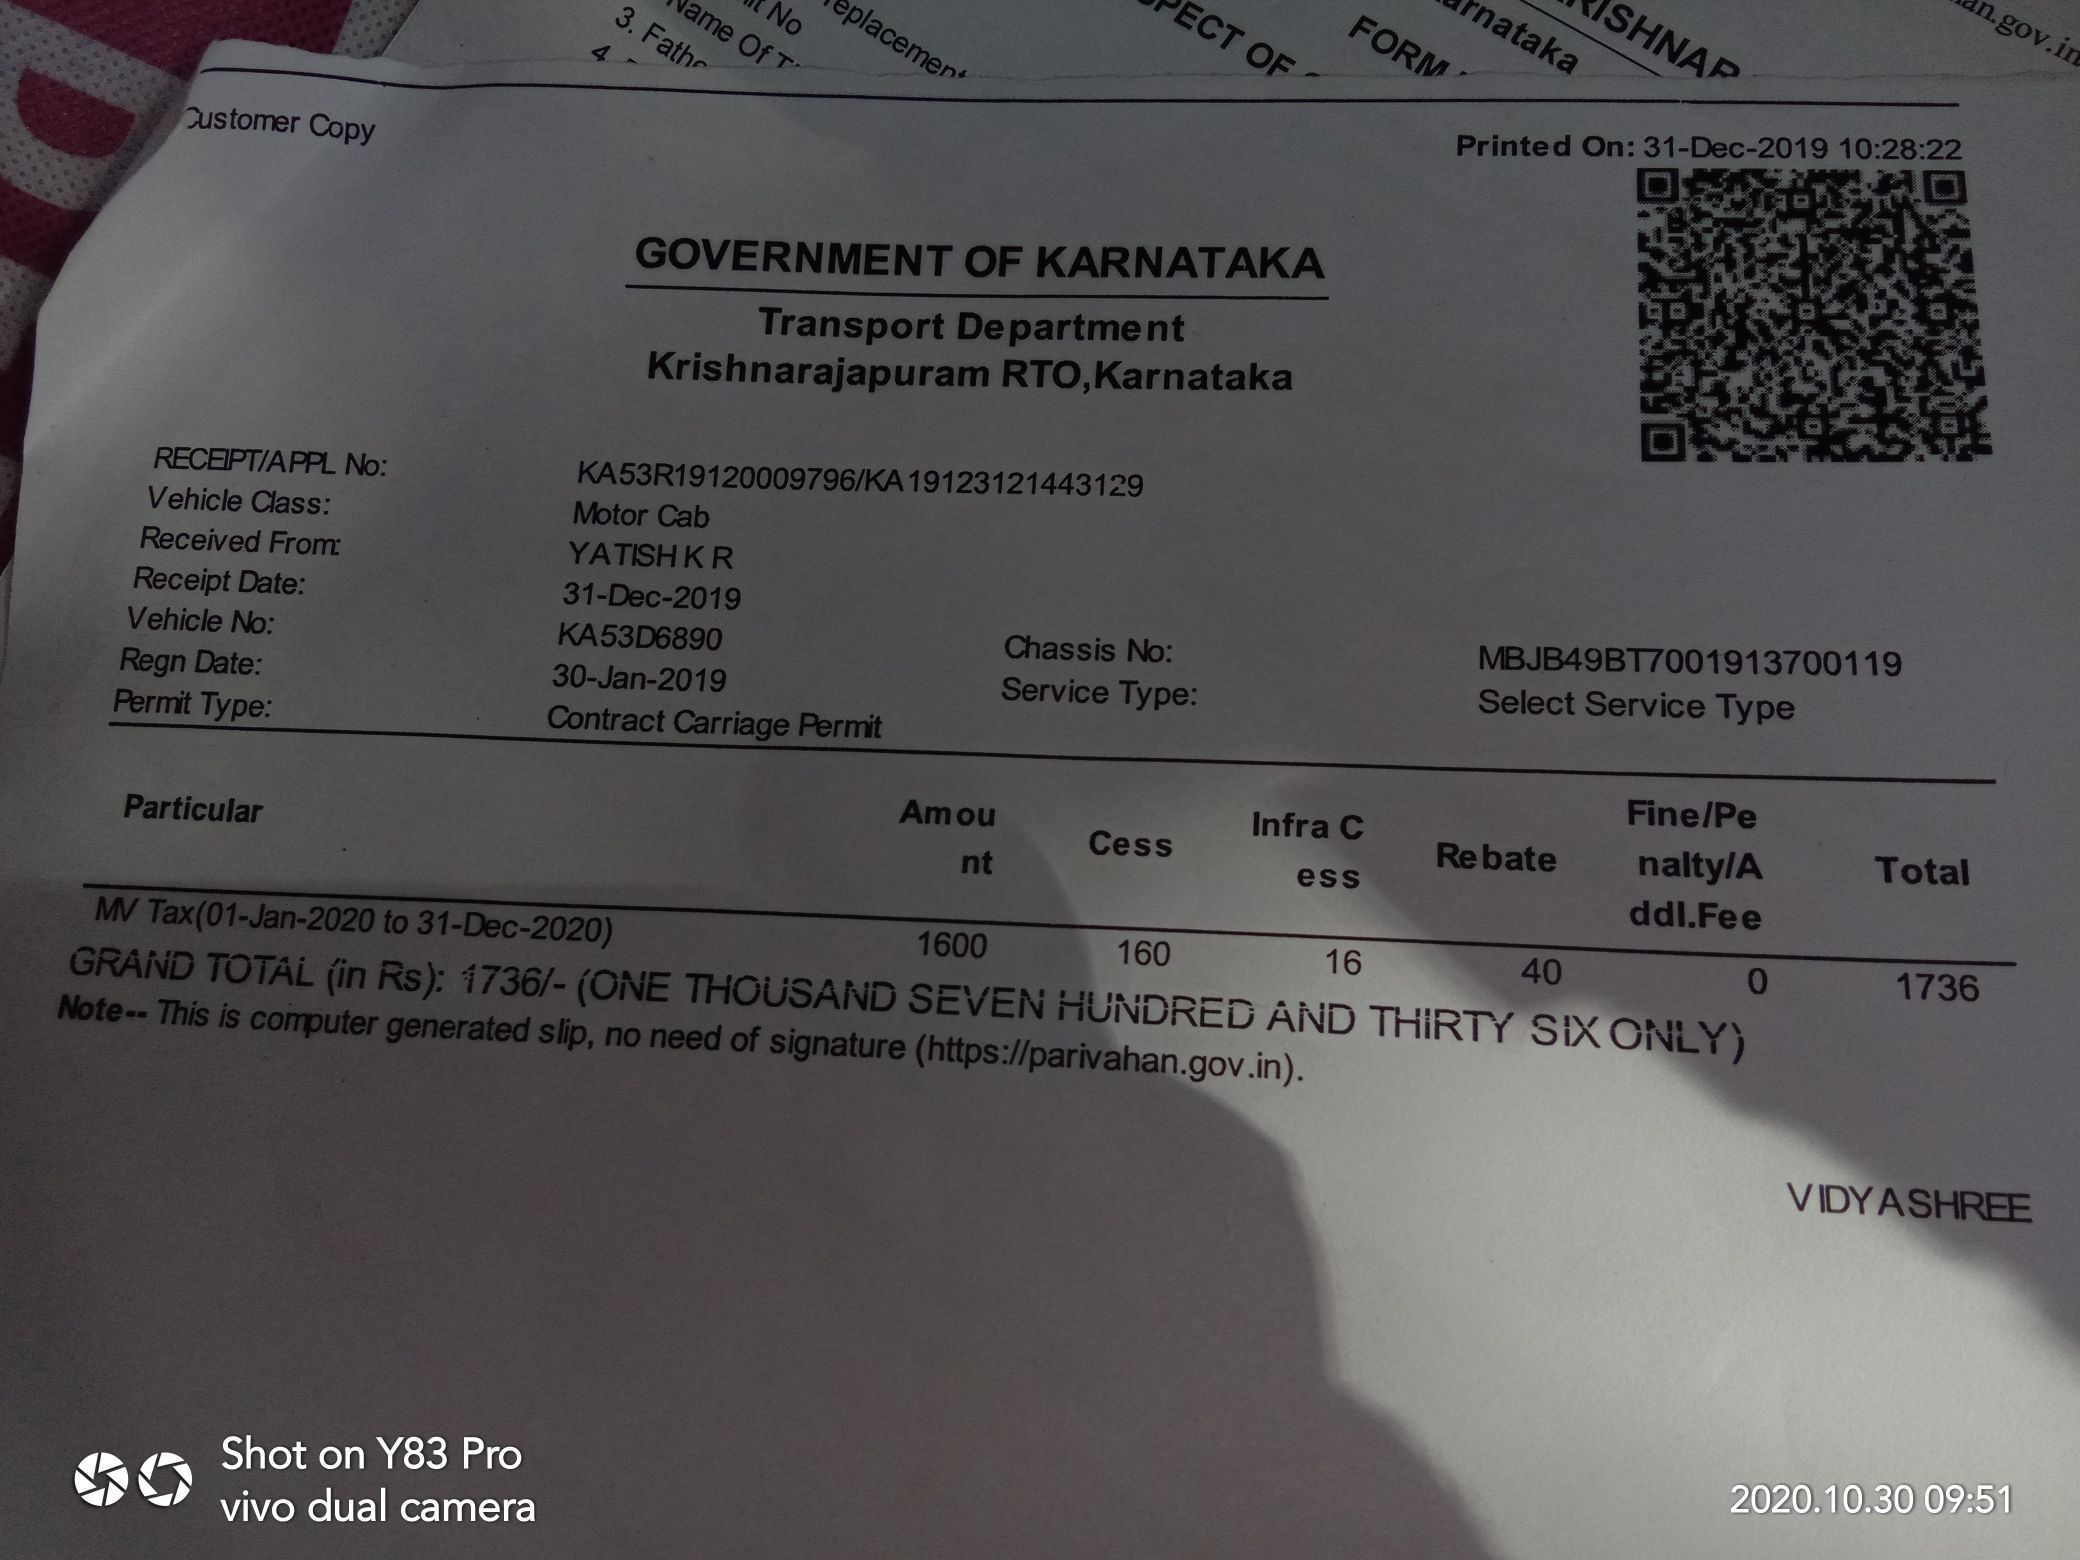 it No
eplacement
3. Fathe
Name Of T
4
PECT OF
FORM
arnataka
RISHNAR
an.gov.in
Customer Copy
Printed On: 31-Dec-2019 10:28:22
GOVERNMENT OF KARNATAKA
Transport Department
Krishnarajapuram RTO,Karnataka
RECEIPT/APPL No: KA53R19120009796/KA19123121443129
Vehicle Class: Motor Cab
Received From: YATISH K R
Receipt Date: 31-Dec-2019
Vehicle No: KA53D6890 Chassis No: MBJB49BT7001913700119
Regn Date: 30-Jan-2019 Service Type: Select Service Type
Permit Type: Contract Carriage Permit
Particular Amou Cess Infra C Rebate Fine/Pe Total
nt ess nalty/A
ddl.Fee
MV Tax(01-Jan-2020 to 31-Dec-2020) 1600 160 16 40 0 1736
GRAND TOTAL (in Rs): 1736/- (ONE THOUSAND SEVEN HUNDRED AND THIRTY SIX ONLY)
Note-- This is computer generated slip, no need of signature (https://parivahan.gov.in).
VIDYASHREE
Shot on Y83 Pro
vivo dual camera
2020.10.30 09:51